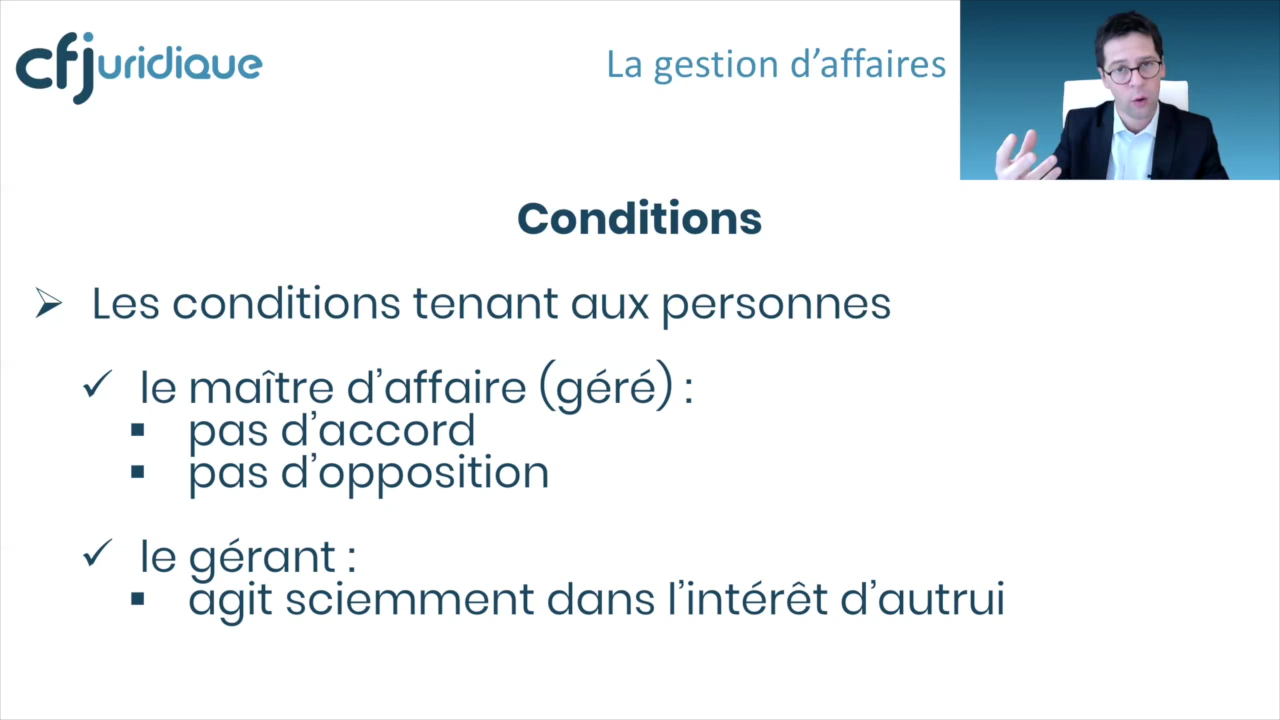 cfjuridique
La gestion d’affaires
Conditions
Les conditions tenant aux personnes
le maître d’affaire (géré) :
pas d’accord
pas d’opposition
le gérant :
agit sciemment dans l’intérêt d’autrui